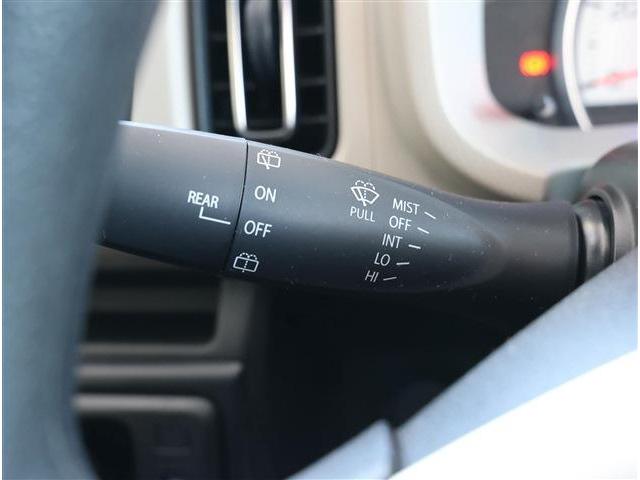 REAR
ON
OFF
PULL
MIST
OFF
INT
LO
HI